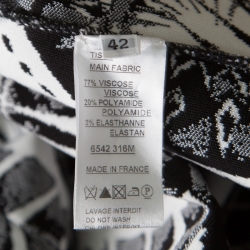 42
TIS
MAIN FABRIC
77% VISCOSE
VISCOSE
20% POLYAMIDE
POLYAMIDE
3% ELASTHANNE
ELASTAN
6542 316M
MADE IN FRANCE
LAVAGE INTERDIT
DO NOT WASH